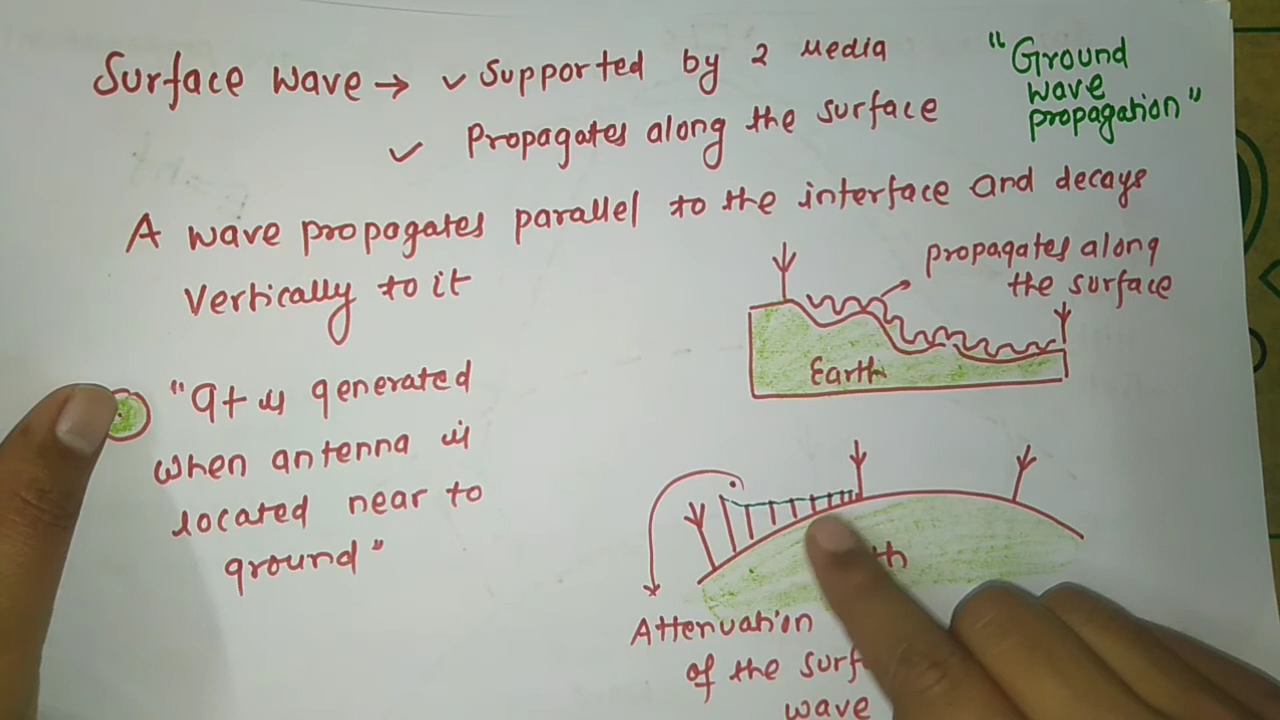 Surface wave → ✓ Supported by 2 Media
✓ Propagates along the surface
"Ground
wave
propagation"
A wave propagates parallel to the interface and decays
vertically to it
propagates along
the surface
Earth
"It is generated
when antenna is
located near to
ground"
Attenuation
of the
wave